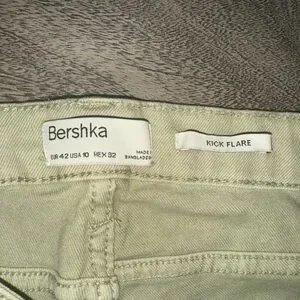 Bershka
EUR 42 USA 10 MEX 32
MADE IN
BANGLADESH
KICK FLARE